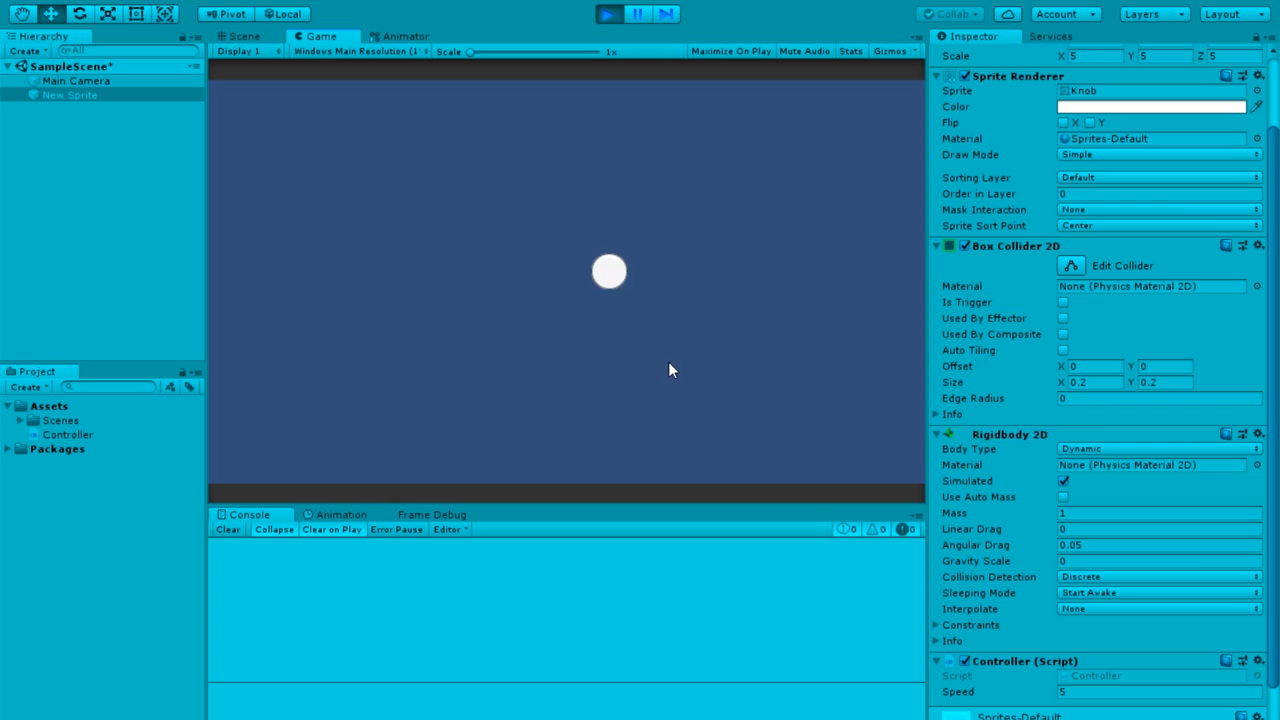 Pivot Local Collab Account Layers Layout
Hierarchy
Create All
SampleScene*
Main Camera
New Sprite
Project
Create
Assets
Scenes
Controller
Packages
Scene Game Animator
Display 1 Windows Main Resolution (1 Scale 1x Maximize On Play Mute Audio Stats Gizmos
Console Animation Frame Debug
Clear Collapse Clear on Play Error Pause Editor 0 0 0
Inspector Services
Scale X 5 Y 5 Z 5
Sprite Renderer
Sprite Knob
Color
Flip X Y
Material Sprites-Default
Draw Mode Simple
Sorting Layer Default
Order in Layer 0
Mask Interaction None
Sprite Sort Point Center
Box Collider 2D
Edit Collider
Material None (Physics Material 2D)
Is Trigger
Used By Effector
Used By Composite
Auto Tiling
Offset X 0 Y 0
Size X 0.2 Y 0.2
Edge Radius 0
Info
Rigidbody 2D
Body Type Dynamic
Material None (Physics Material 2D)
Simulated
Use Auto Mass
Mass 1
Linear Drag 0
Angular Drag 0.05
Gravity Scale 0
Collision Detection Discrete
Sleeping Mode Start Awake
Interpolate None
Constraints
Info
Controller (Script)
Script Controller
Speed 5
Sprites-Default